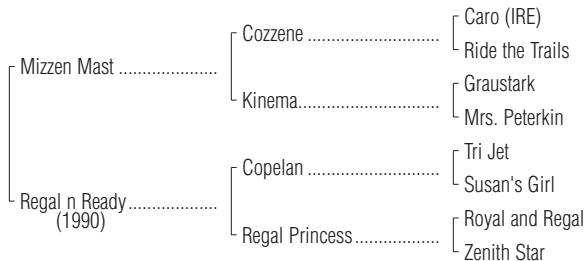 Caro (IRE)
Cozzene
Ride the Trails
Mizzen Mast
Graustark
Kinema
Mrs. Peterkin
Tri Jet
Copelan
Susan's Girl
Regal n Ready
(1990)
Royal and Regal
Regal Princess
Zenith Star